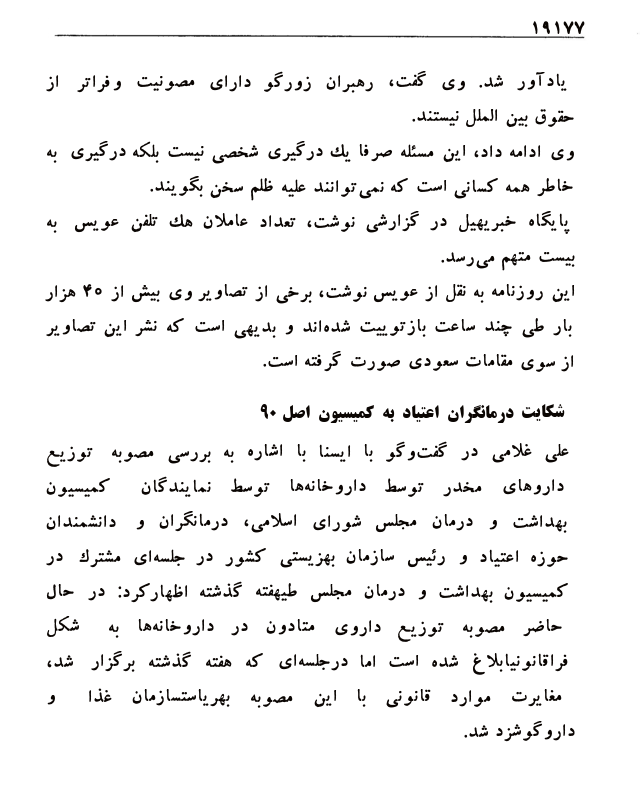 ۱۹۱۷۷
یادآور شد. وی گفت، رهبران زورگو دارای مصونیت و فراتر از
حقوق بین الملل نیستند.
وی ادامه داد، این مسئله صرفا یك درگیری شخصی نیست بلکه درگیری به
خاطر همه کسانی است که نمی‌توانند علیه ظلم سخن بگویند.
پایگاه خبریهیل در گزارشی نوشت، تعداد عاملان هك تلفن عویس به
بیست متهم می‌رسد.
این روزنامه به نقل از عویس نوشت، برخی از تصاویر وی بیش از ۴۰ هزار
بار طی چند ساعت بازتوییت شده‌اند و بدیهی است که نشر این تصاویر
از سوی مقامات سعودی صورت گرفته است.
شکایت درمانگران اعتیاد به کمیسیون اصل ۹۰
علی غلامی در گفت‌وگو با ایسنا با اشاره به بررسی مصوبه توزیع
داروهای مخدر توسط داروخانه‌ها توسط نمایندگان کمیسیون
بهداشت و درمان مجلس شورای اسلامی، درمانگران و دانشمندان
حوزه اعتیاد و رئیس سازمان بهزیستی کشور در جلسه‌ای مشترك در
کمیسیون بهداشت و درمان مجلس طیهفته گذشته اظهارکرد: در حال
حاضر مصوبه توزیع داروی متادون در داروخانه‌ها به شکل
فراقانونیابلاغ شده است اما درجلسه‌ای که هفته گذشته برگزار شد،
مغایرت موارد قانونی با این مصوبه بهریاستسازمان غذا و
داروگوشزد شد.